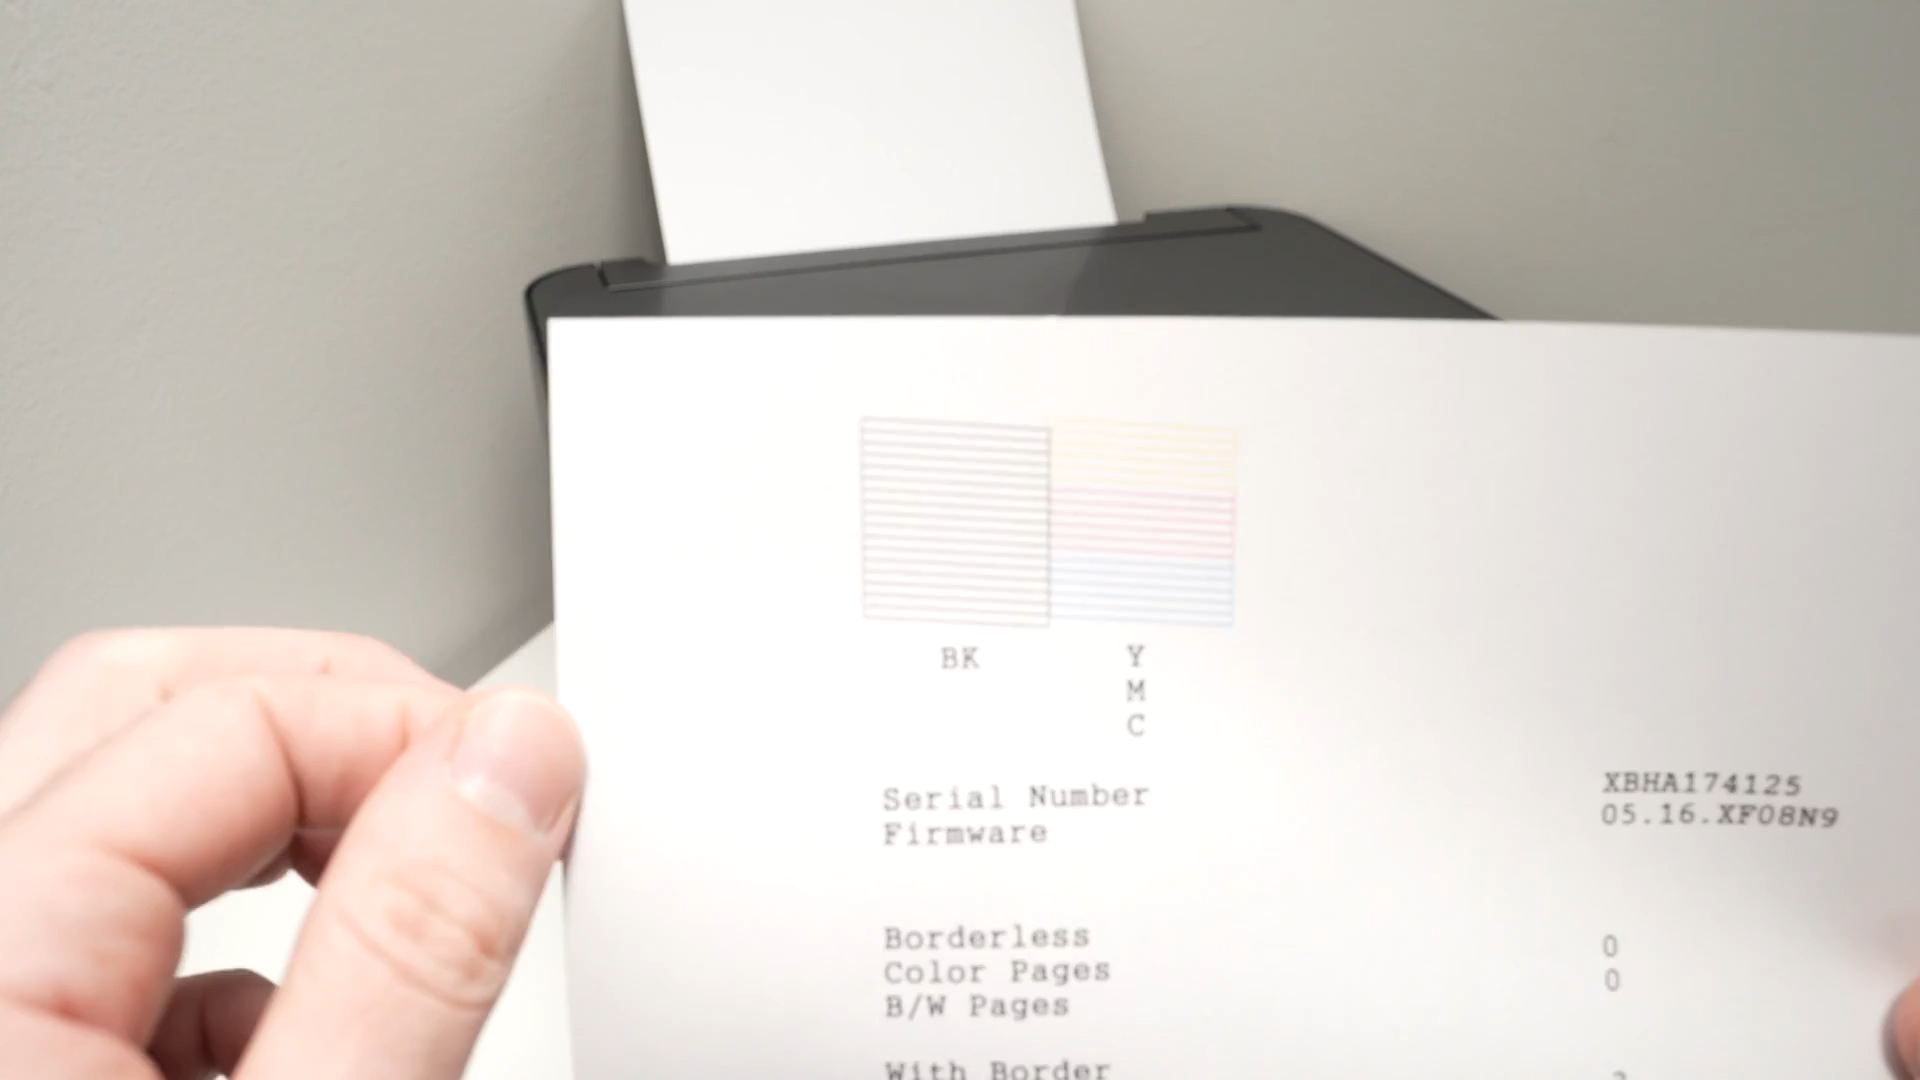 BK Y
M
C
Serial Number XBHA174125
Firmware 05.16.XF08N9
Borderless
Color Pages 0
B/W Pages 0
With Border